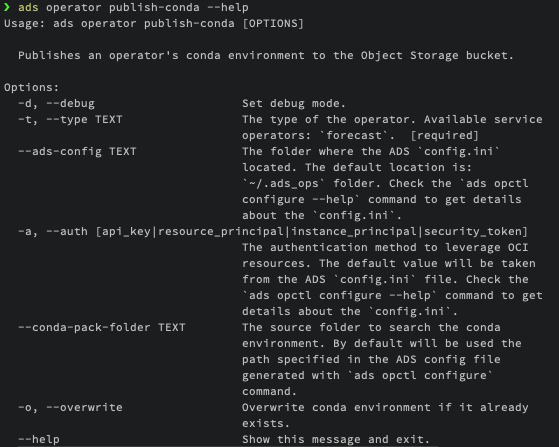 ❯ ads operator publish-conda --help
Usage: ads operator publish-conda [OPTIONS]
Publishes an operator's conda environment to the Object Storage bucket.
Options:
-d, --debug Set debug mode.
-t, --type TEXT The type of the operator. Available service
operators: `forecast`. [required]
--ads-config TEXT The folder where the ADS `config.ini`
located. The default location is:
`~/.ads_ops` folder. Check the `ads opctl
configure --help` command to get details
about the `config.ini`.
-a, --auth [api_key|resource_principal|instance_principal|security_token]
The authentication method to leverage OCI
resources. The default value will be taken
from the ADS `config.ini` file. Check the
`ads opctl configure --help` command to get
details about the `config.ini`.
--conda-pack-folder TEXT The source folder to search the conda
environment. By default will be used the
path specified in the ADS config file
generated with `ads opctl configure`
command.
-o, --overwrite Overwrite conda environment if it already
exists.
--help Show this message and exit.